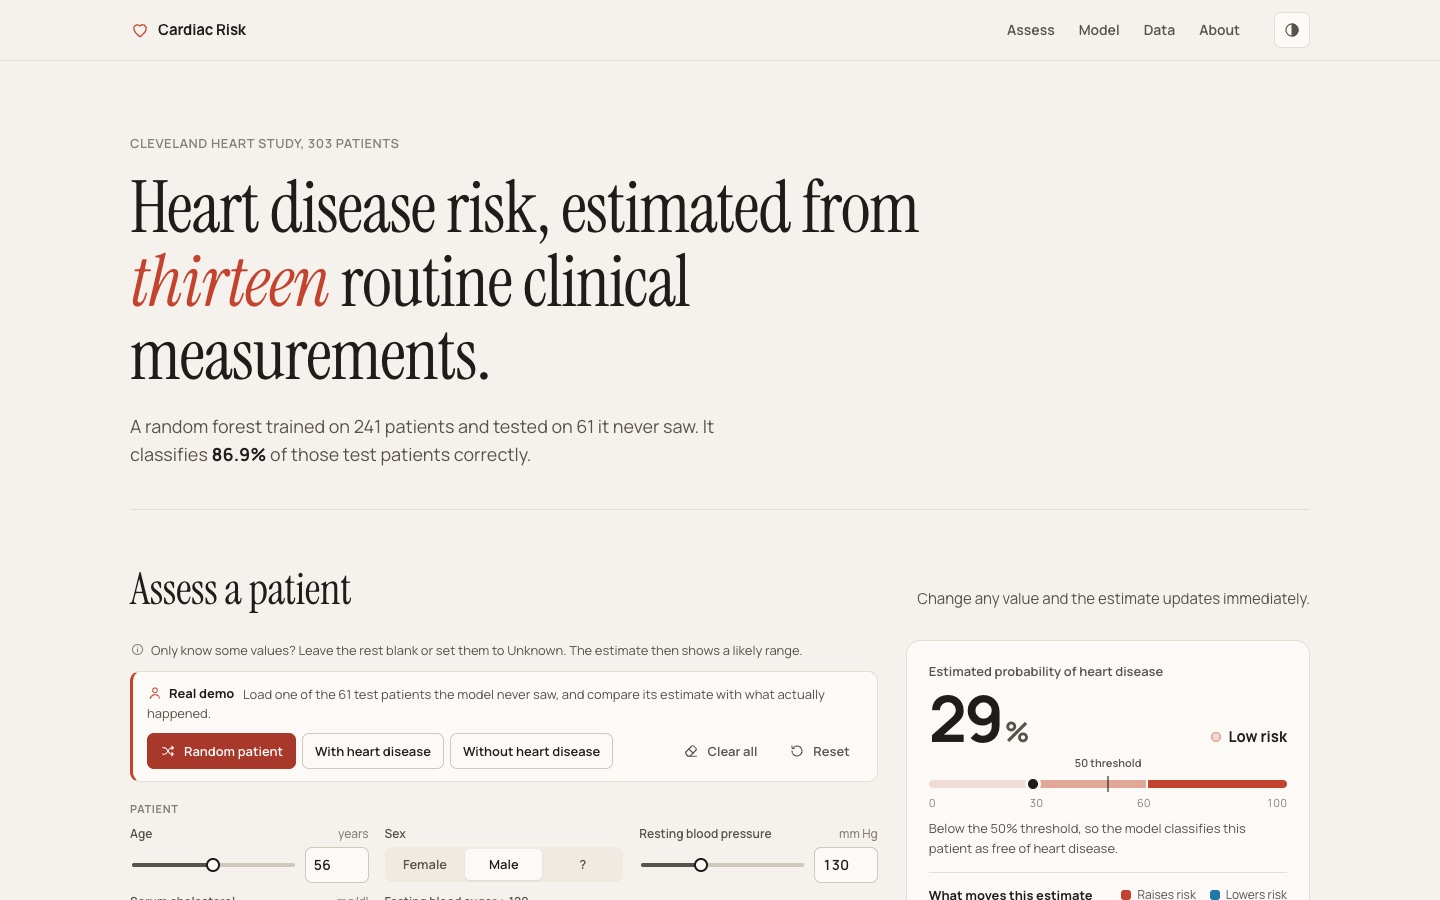 Cardiac Risk
Assess
Model
Data
About
CLEVELAND HEART STUDY, 303 PATIENTS
Heart disease risk, estimated from
thirteen routine clinical
measurements.
A random forest trained on 241 patients and tested on 61 it never saw. It
classifies 86.9% of those test patients correctly.
Assess a patient
Change any value and the estimate updates immediately.
Only know some values? Leave the rest blank or set them to Unknown. The estimate then shows a likely range.
Real demo Load one of the 61 test patients the model never saw, and compare its estimate with what actually
happened.
Random patient
With heart disease
Without heart disease
Clear all
Reset
PATIENT
Age
years
56
Sex
Female
Male
?
Resting blood pressure
mm Hg
130
Estimated probability of heart disease
29%
Low risk
50 threshold
0
30
60
100
Below the 50% threshold, so the model classifies this
patient as free of heart disease.
What moves this estimate
Raises risk
Lowers risk